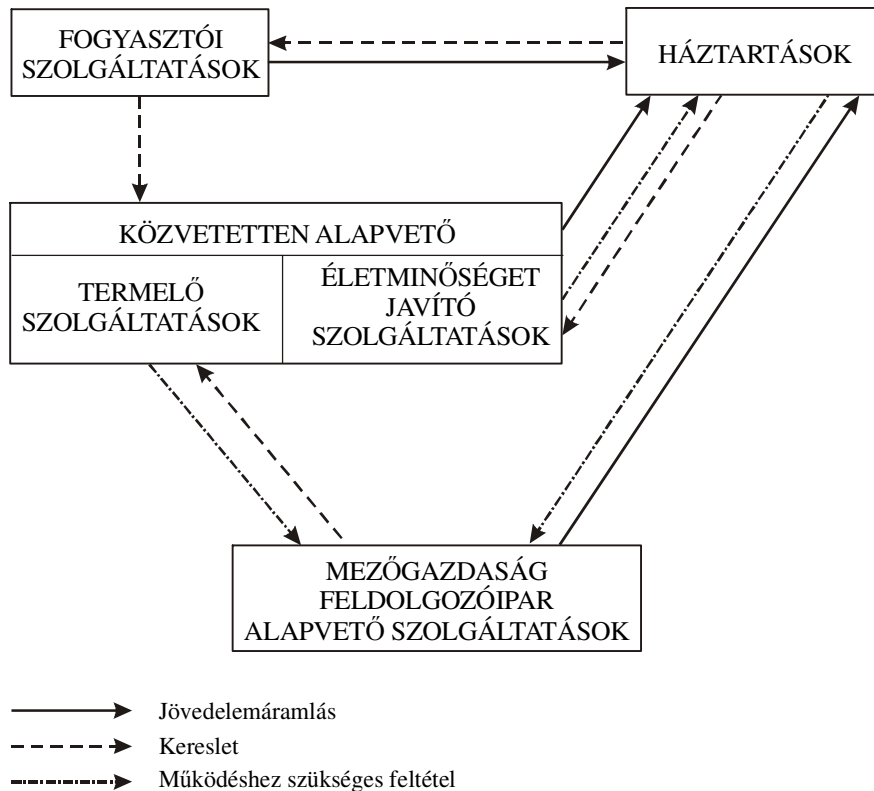 FOGYASZTÓI
SZOLGÁLTATÁSOK
HÁZTARTÁSOK
KÖZVETETTEN ALAPVETŐ
TERMELŐ
SZOLGÁLTATÁSOK
ÉLETMINŐSÉGET
JAVÍTÓ
SZOLGÁLTATÁSOK
MEZŐGAZDASÁG
FELDOLGOZÓIPAR
ALAPVETŐ SZOLGÁLTATÁSOK
Jövedelemáramlás
Kereslet
Működéshez szükséges feltétel